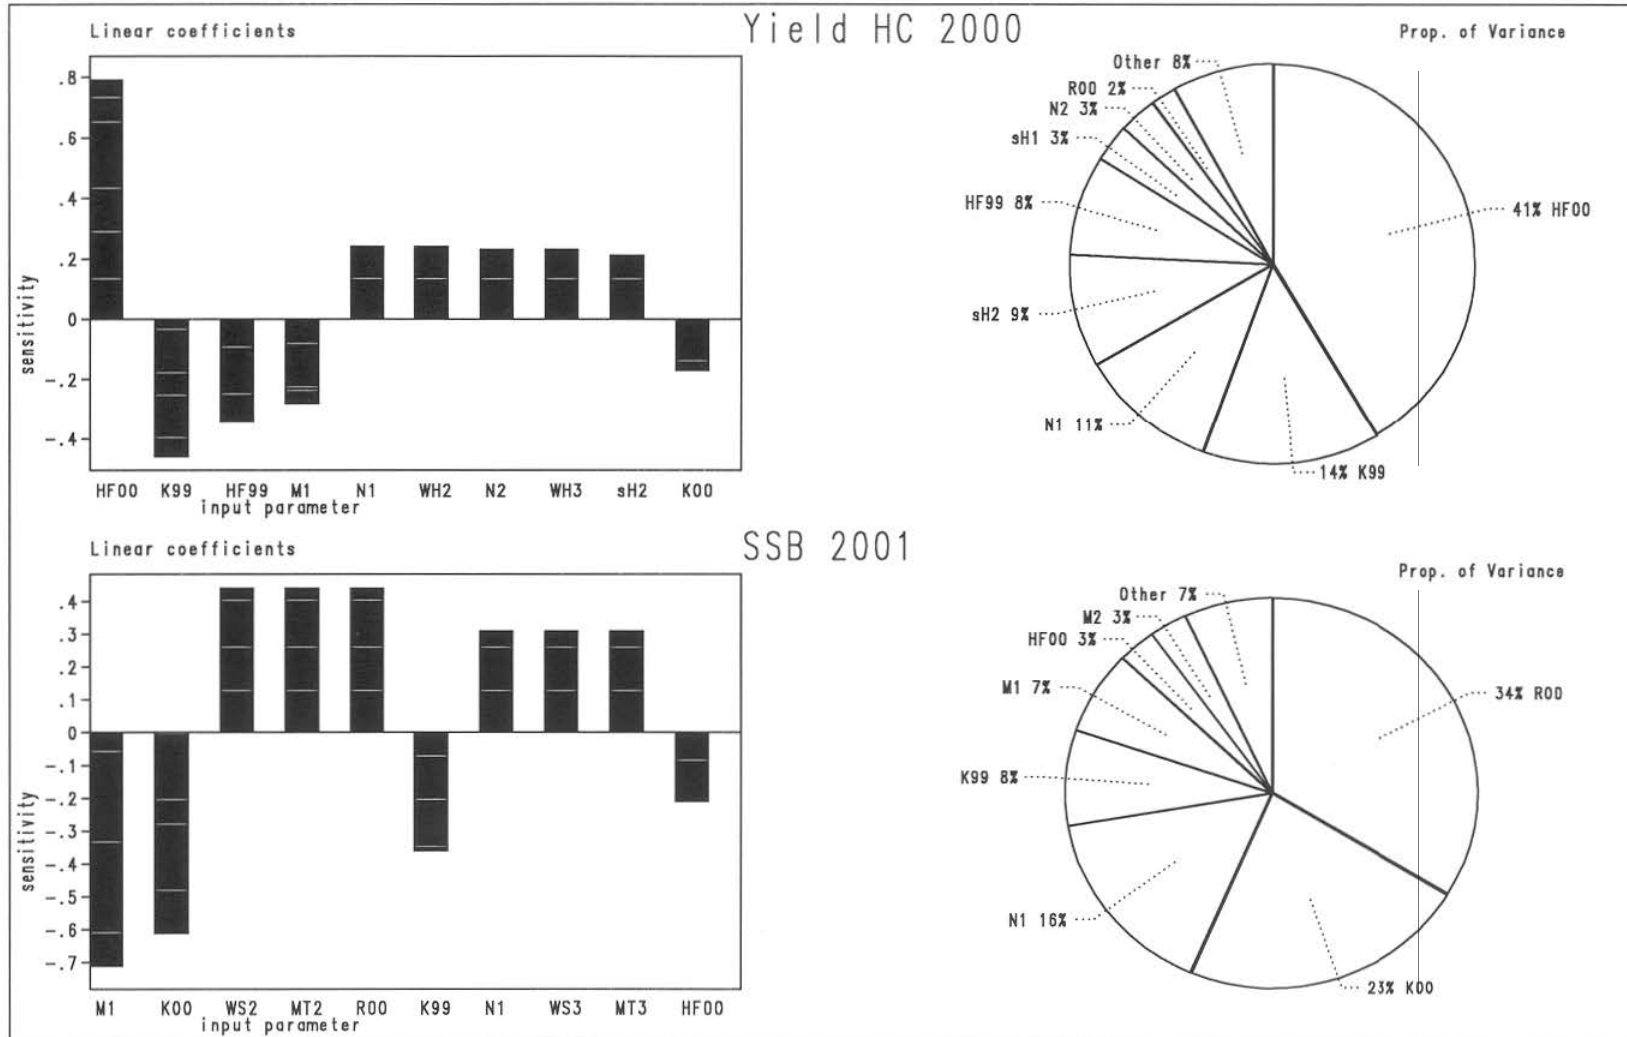 Yield HC 2000
Linear coefficients
Prop. of Variance
.8
.6
.4
.2
0
-.2
-.4
sensitivity
HF00 K99 HF99 M1 N1 WH2 N2 WH3 sH2 K00
input parameter
Other 8%
R00 2%
N2 3%
sH1 3%
HF99 8%
sH2 9%
N1 11%
14% K99
41% HF00
SSB 2001
Linear coefficients
Prop. of Variance
.4
.3
.2
.1
0
-.1
-.2
-.3
-.4
-.5
-.6
-.7
sensitivity
M1 K00 WS2 MT2 R00 K99 N1 WS3 MT3 HF00
input parameter
Other 7%
M2 3%
HF00 3%
M1 7%
K99 8%
N1 16%
23% K00
34% R00